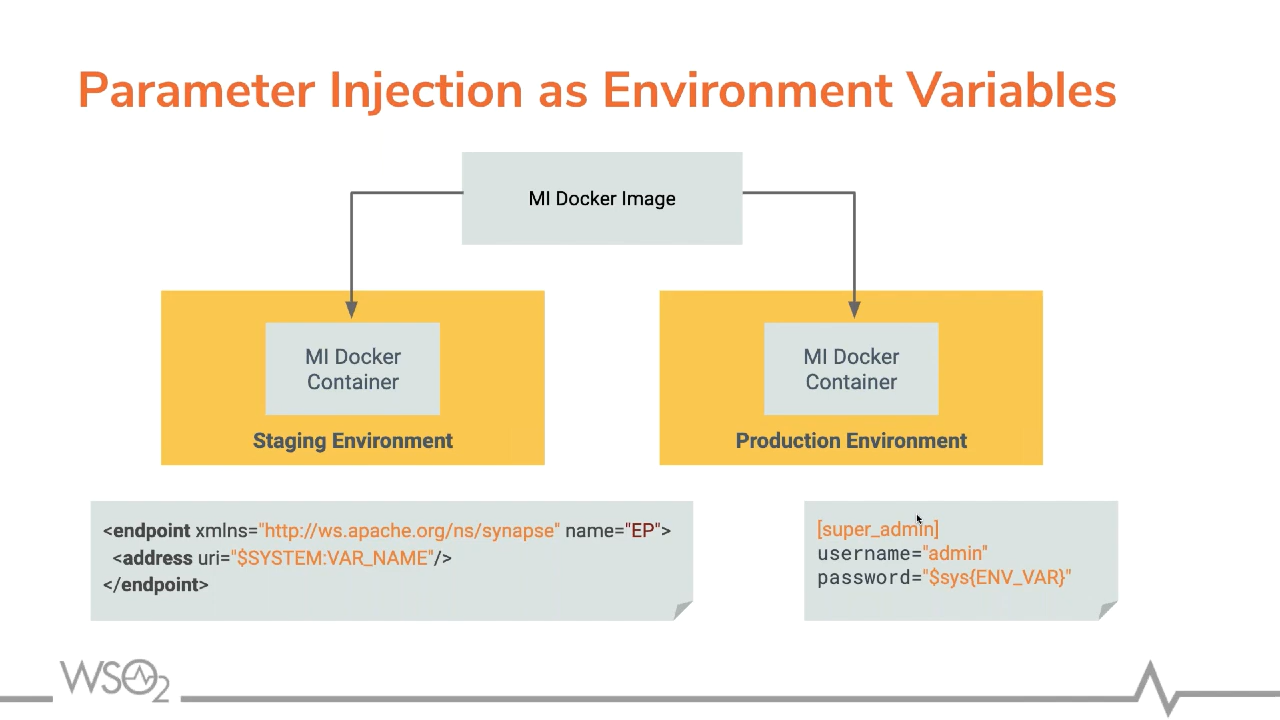 Parameter Injection as Environment Variables
MI Docker Image
MI Docker
Container
Staging Environment
MI Docker
Container
Production Environment
<endpoint xmlns="http://ws.apache.org/ns/synapse" name="EP">
<address uri="$SYSTEM:VAR_NAME"/>
</endpoint>
[super_admin]
username="admin"
password="$sys{ENV_VAR}"
WSO2